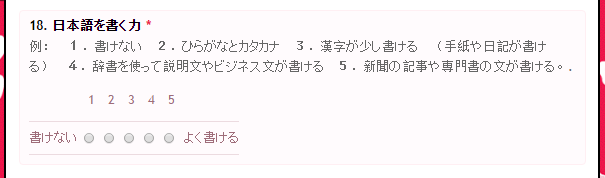 18. 日本語を書く力 *
例： １．書けない ２．ひらがなとカタカナ ３．漢字が少し書ける （手紙や日記が書け
る） ４．辞書を使って説明文やビジネス文が書ける ５．新聞の記事や専門書の文が書ける。.
1 2 3 4 5
書けない よく書ける